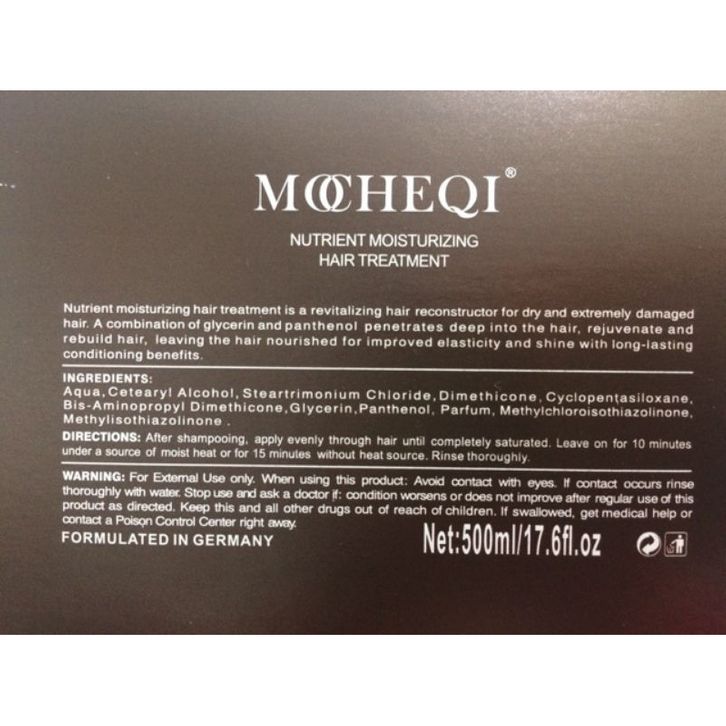 MOCHEQI®
NUTRIENT MOISTURIZING
HAIR TREATMENT
Nutrient moisturizing hair treatment is a revitalizing hair reconstructor for dry and extremely damaged
hair. A combination of glycerin and panthenol penetrates deep into the hair, rejuvenate and
rebuild hair, leaving the hair nourished for improved elasticity and shine with long-lasting
conditioning benefits.
INGREDIENTS:
Aqua, Cetearyl Alcohol, Steartrimonium Chloride, Dimethicone, Cyclopentasiloxane,
Bis-Aminopropyl Dimethicone, Glycerin, Panthenol, Parfum, Methylchloroisothiazolinone,
Methylisothiazolinone .
DIRECTIONS: After shampooing, apply evenly through hair until completely saturated. Leave on for 10 minutes
under a source of moist heat or for 15 minutes without heat source. Rinse thoroughly.
WARNING: For External Use only. When using this product: Avoid contact with eyes. If contact occurs rinse
thoroughly with water. Stop use and ask a doctor if: condition worsens or does not improve after regular use of this
product as directed. Keep this and all other drugs out of reach of children. If swallowed, get medical help or
contact a Poison Control Center right away.
FORMULATED IN GERMANY
Net:500ml/17.6fl.oz